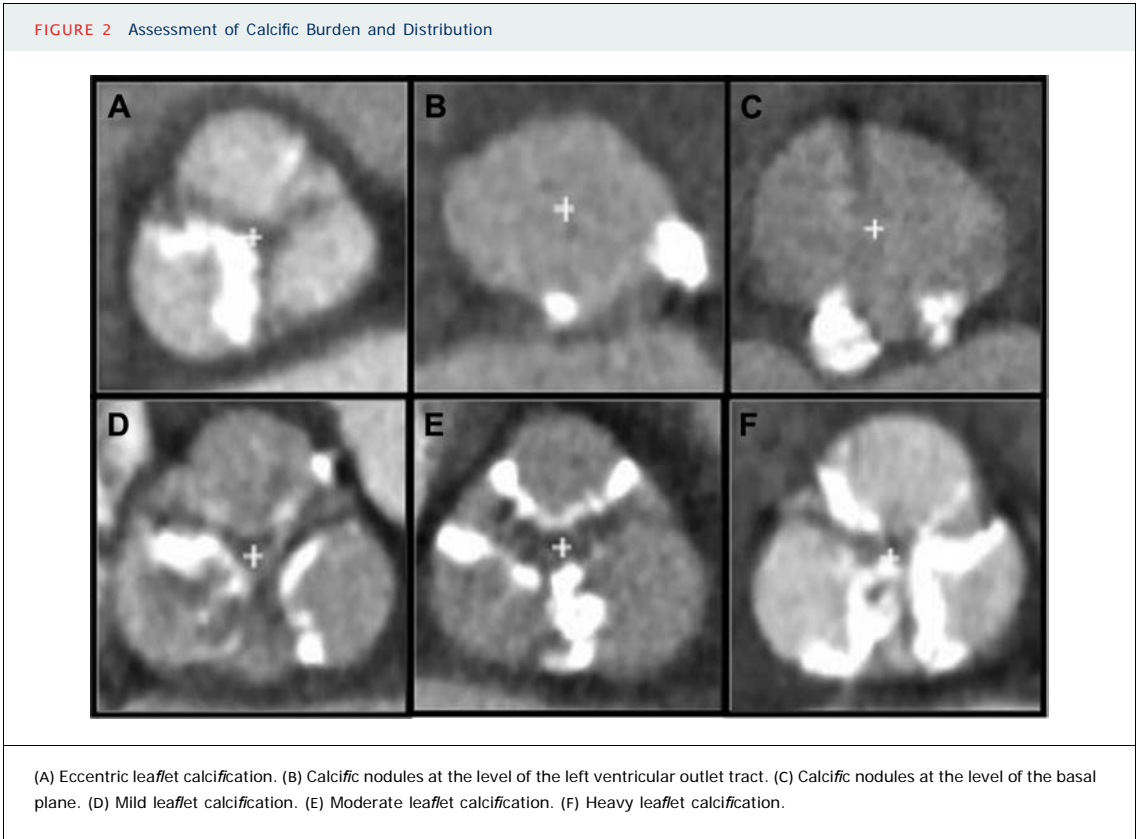 FIGURE 2 Assessment of Calcific Burden and Distribution
A
B
C
D
E
F
(A) Eccentric leaflet calcification. (B) Calcific nodules at the level of the left ventricular outlet tract. (C) Calcific nodules at the level of the basal
plane. (D) Mild leaflet calcification. (E) Moderate leaflet calcification. (F) Heavy leaflet calcification.